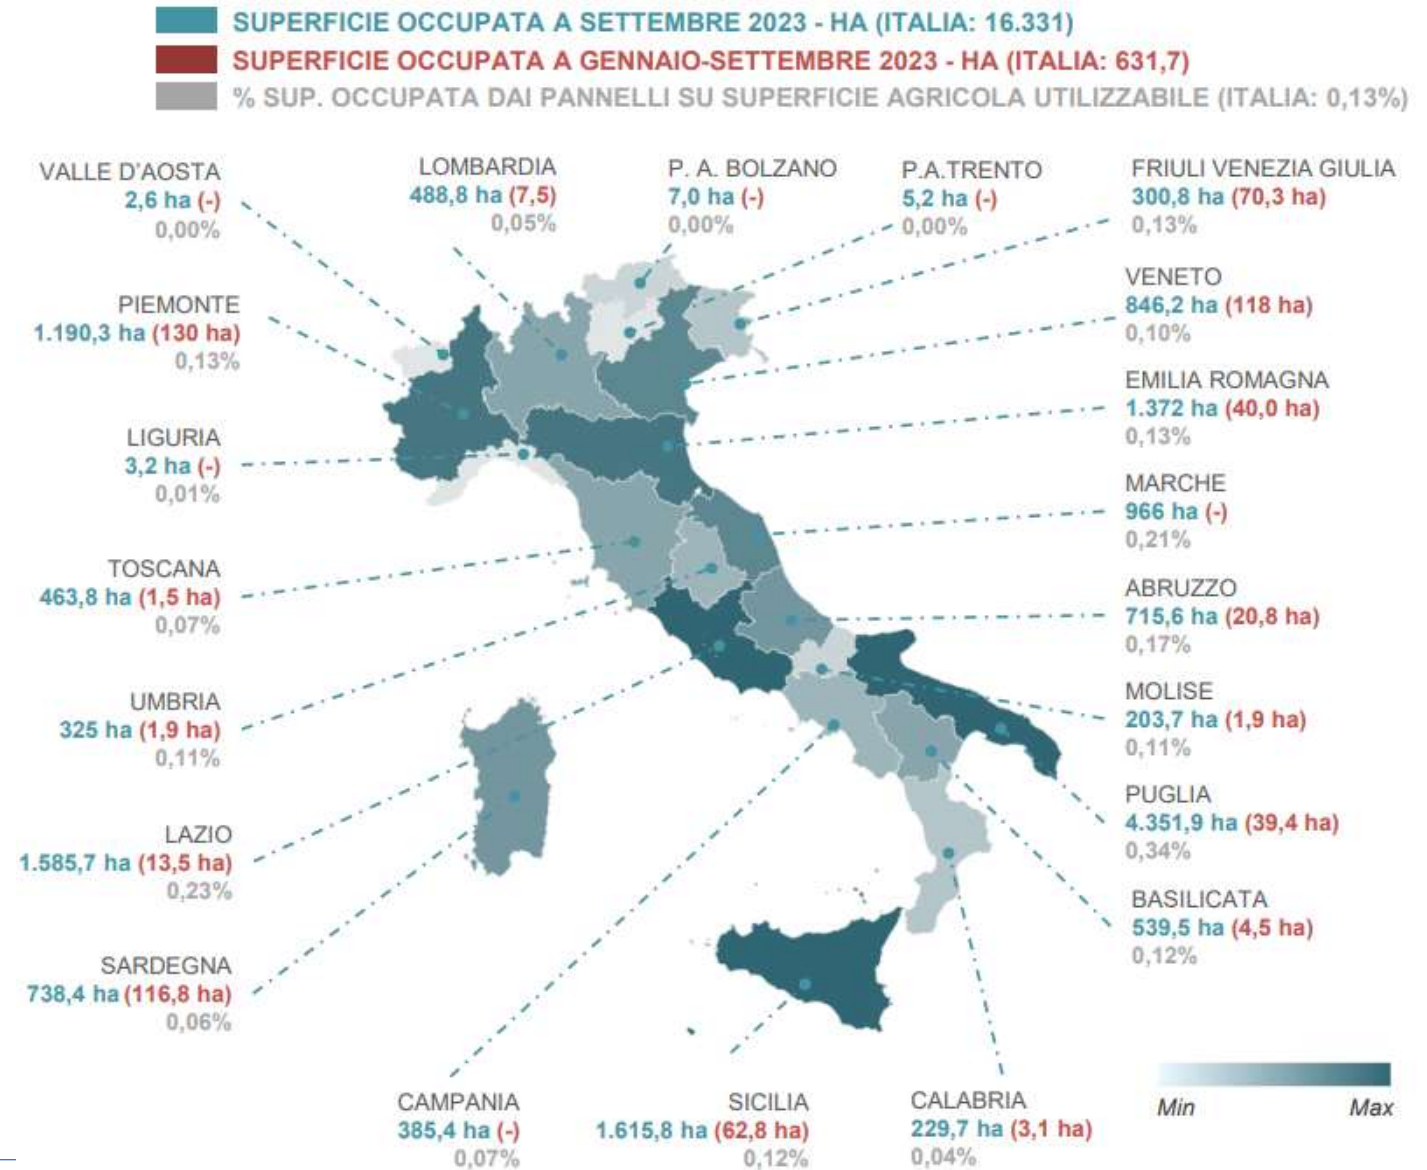 SUPERFICIE OCCUPATA A SETTEMBRE 2023 - HA (ITALIA: 16.331)
SUPERFICIE OCCUPATA A GENNAIO-SETTEMBRE 2023 - HA (ITALIA: 631,7)
% SUP. OCCUPATA DAI PANNELLI SU SUPERFICIE AGRICOLA UTILIZZABILE (ITALIA: 0,13%)
VALLE D'AOSTA
2,6 ha (-)
0,00%
LOMBARDIA
488,8 ha (7,5)
0,05%
P. A. BOLZANO
7,0 ha (-)
0,00%
P.A.TRENTO
5,2 ha (-)
0,00%
FRIULI VENEZIA GIULIA
300,8 ha (70,3 ha)
0,13%
PIEMONTE
1.190,3 ha (130 ha)
0,13%
VENETO
846,2 ha (118 ha)
0,10%
EMILIA ROMAGNA
1.372 ha (40,0 ha)
0,13%
LIGURIA
3,2 ha (-)
0,01%
MARCHE
966 ha (-)
0,21%
TOSCANA
463,8 ha (1,5 ha)
0,07%
ABRUZZO
715,6 ha (20,8 ha)
0,17%
UMBRIA
325 ha (1,9 ha)
0,11%
MOLISE
203,7 ha (1,9 ha)
0,11%
LAZIO
1.585,7 ha (13,5 ha)
0,23%
PUGLIA
4.351,9 ha (39,4 ha)
0,34%
SARDEGNA
738,4 ha (116,8 ha)
0,06%
BASILICATA
539,5 ha (4,5 ha)
0,12%
CAMPANIA
385,4 ha (-)
0,07%
SICILIA
1.615,8 ha (62,8 ha)
0,12%
CALABRIA
229,7 ha (3,1 ha)
0,04%
Min Max